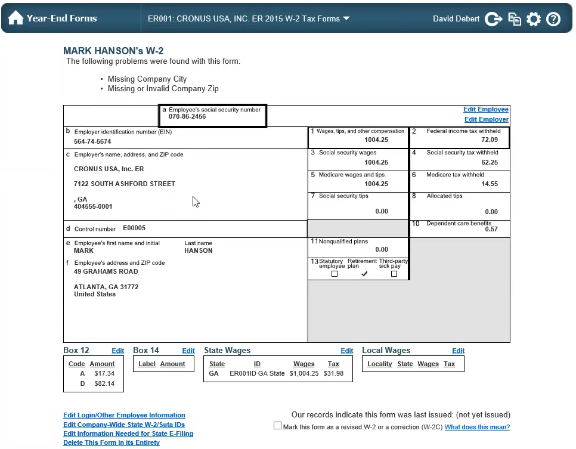 Year-End Forms
ER001: CRONUS USA, INC. ER 2015 W-2 Tax Forms
David Debert
MARK HANSON's W-2
The following problems were found with this form:
• Missing Company City
• Missing or Invalid Company Zip
a Employee's social security number
070-86-2456
Edit Employee
Edit Employer
b Employer identification number (EIN)
564-74-5574
1 Wages, tips, and other compensation
1004.25
2 Federal income tax withheld
72.09
c Employer's name, address, and ZIP code
CRONUS USA, Inc. ER
7122 SOUTH ASHFORD STREET
, GA
404555-0001
3 Social security wages
1004.25
4 Social security tax withheld
62.25
5 Medicare wages and tips
1004.25
6 Medicare tax withheld
14.55
7 Social security tips
0.00
8 Allocated tips
0.00
d Control number E00005
10 Dependent care benefits
0.57
e Employee's first name and initial Last name
MARK HANSON
11 Nonqualified plans
0.00
f Employee's address and ZIP code
49 GRAHAMS ROAD
ATLANTA, GA 31772
United States
13 Statutory employee Retirement plan Third-party sick pay
Box 12 Edit
Code Amount
A $17.34
D $82.14
Box 14 Edit
Label Amount
State Wages Edit
State ID Wages Tax
GA ER001ID GA State $1,004.25 $31.98
Local Wages Edit
Locality State Wages Tax
Edit Login/Other Employee Information
Edit Company-Wide State W-2/Suta IDs
Edit Information Needed for State E-Filing
Delete This Form in its Entirety
Our records indicate this form was last issued: (not yet issued)
Mark this form as a revised W-2 or a correction (W-2C) What does this mean?